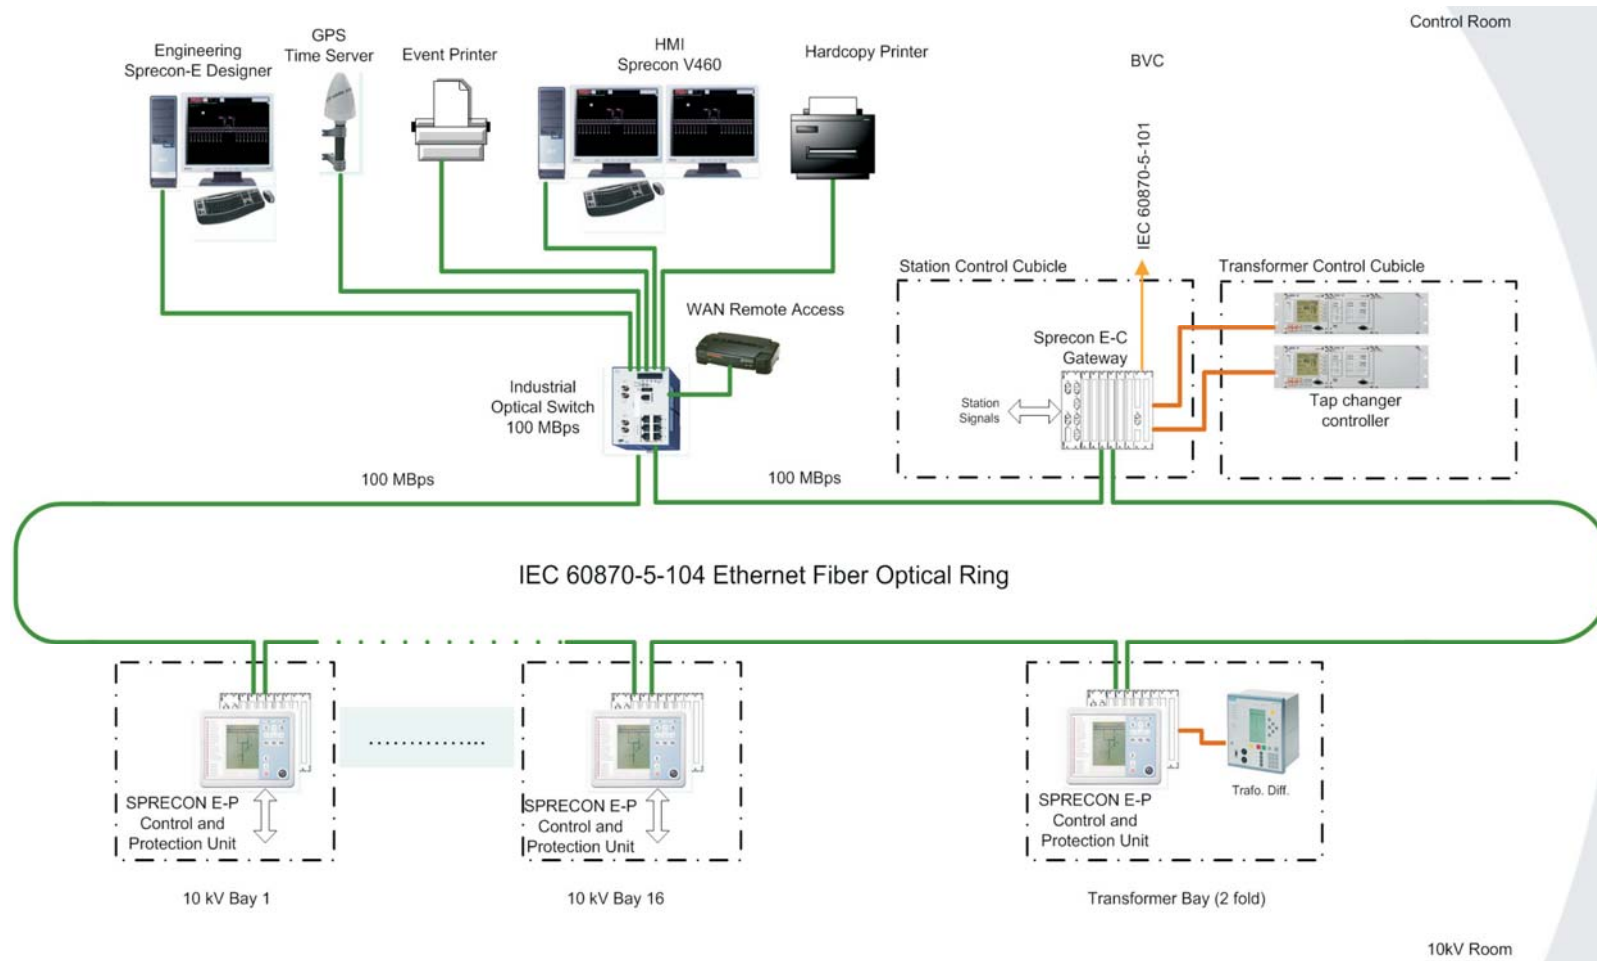 Control Room
Engineering
Sprecon-E Designer
GPS
Time Server
Event Printer
HMI
Sprecon V460
Hardcopy Printer
BVC
IEC 60870-5-101
Station Control Cubicle
Transformer Control Cubicle
WAN Remote Access
Sprecon E-C
Gateway
Industrial
Optical Switch
100 MBps
Station
Signals
Tap changer
controller
100 MBps
100 MBps
IEC 60870-5-104 Ethernet Fiber Optical Ring
Trafo. Diff.
SPRECON E-P
Control and
Protection Unit
SPRECON E-P
Control and
Protection Unit
SPRECON E-P
Control and
Protection Unit
10 kV Bay 1
10 kV Bay 16
Transformer Bay (2 fold)
10kV Room